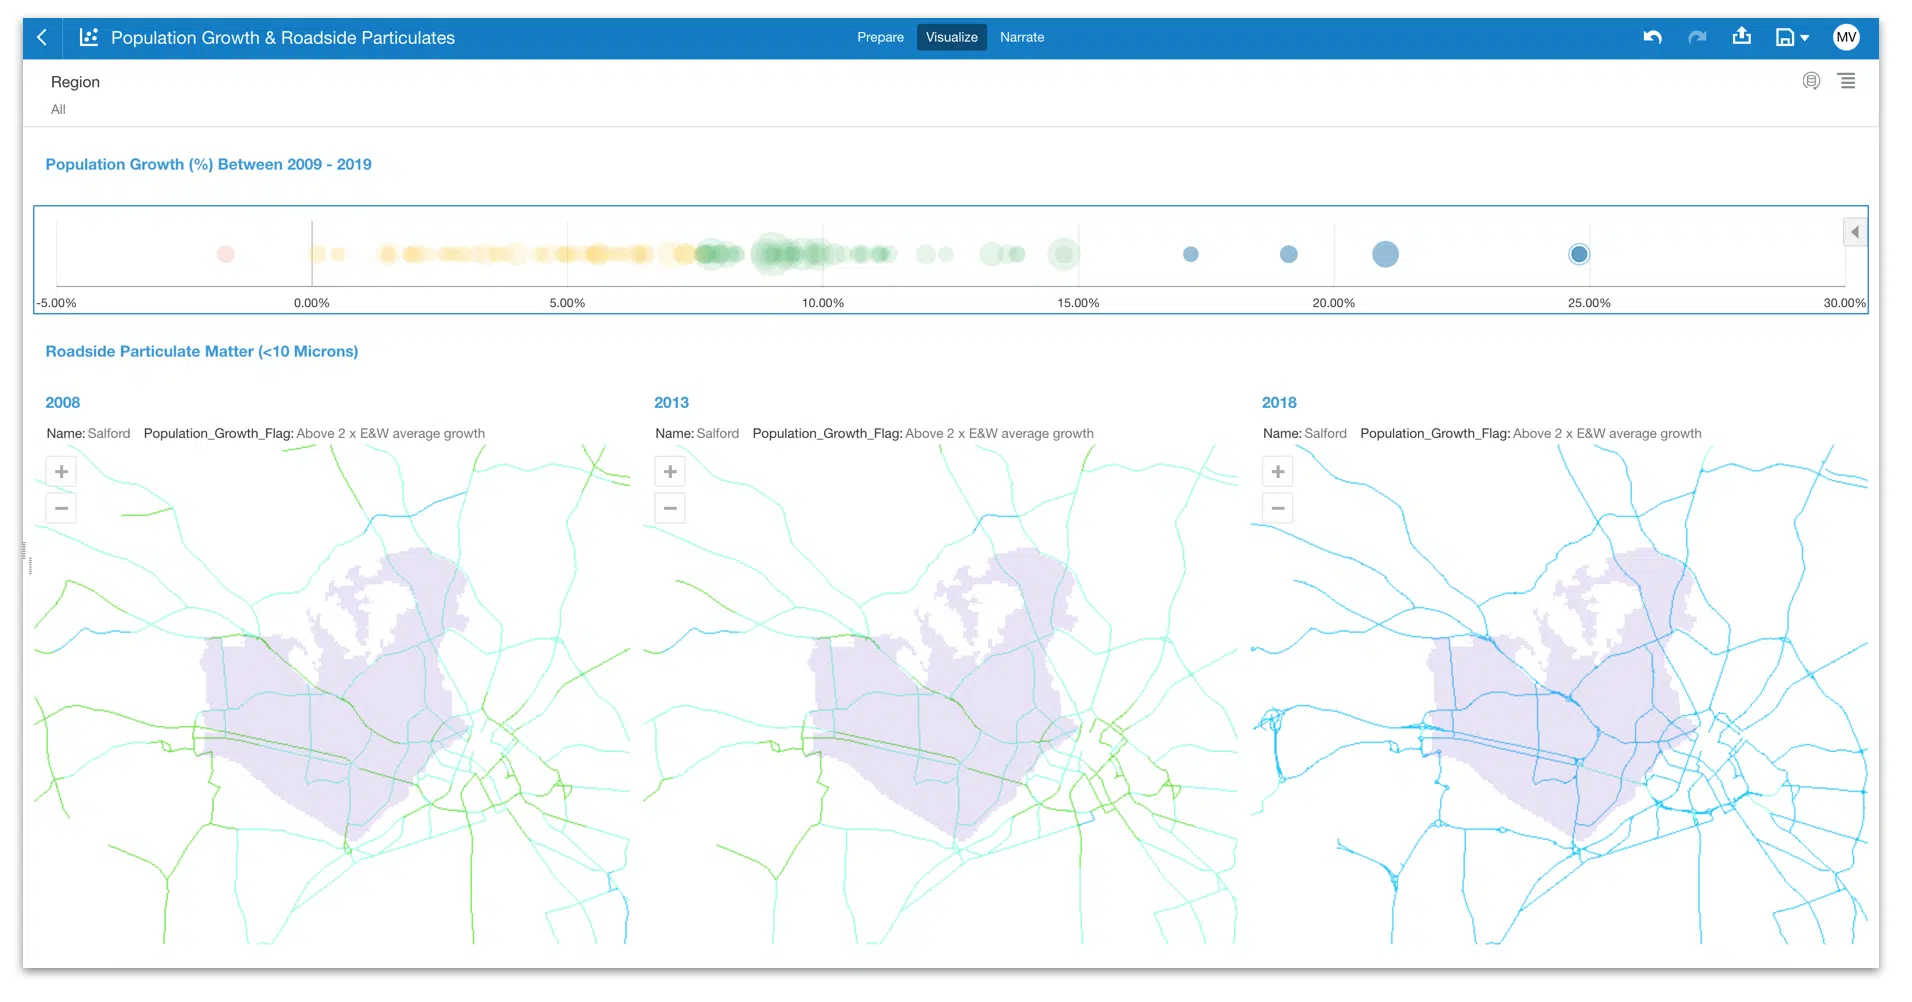 Population Growth & Roadside Particulates
Prepare
Visualize
Narrate
MV
Region
All
Population Growth (%) Between 2009 - 2019
-5.00%
0.00%
5.00%
10.00%
15.00%
20.00%
25.00%
30.00%
Roadside Particulate Matter (<10 Microns)
2008
2013
2018
Name: Salford Population_Growth_Flag: Above 2 x E&W average growth
Name: Salford Population_Growth_Flag: Above 2 x E&W average growth
Name: Salford Population_Growth_Flag: Above 2 x E&W average growth